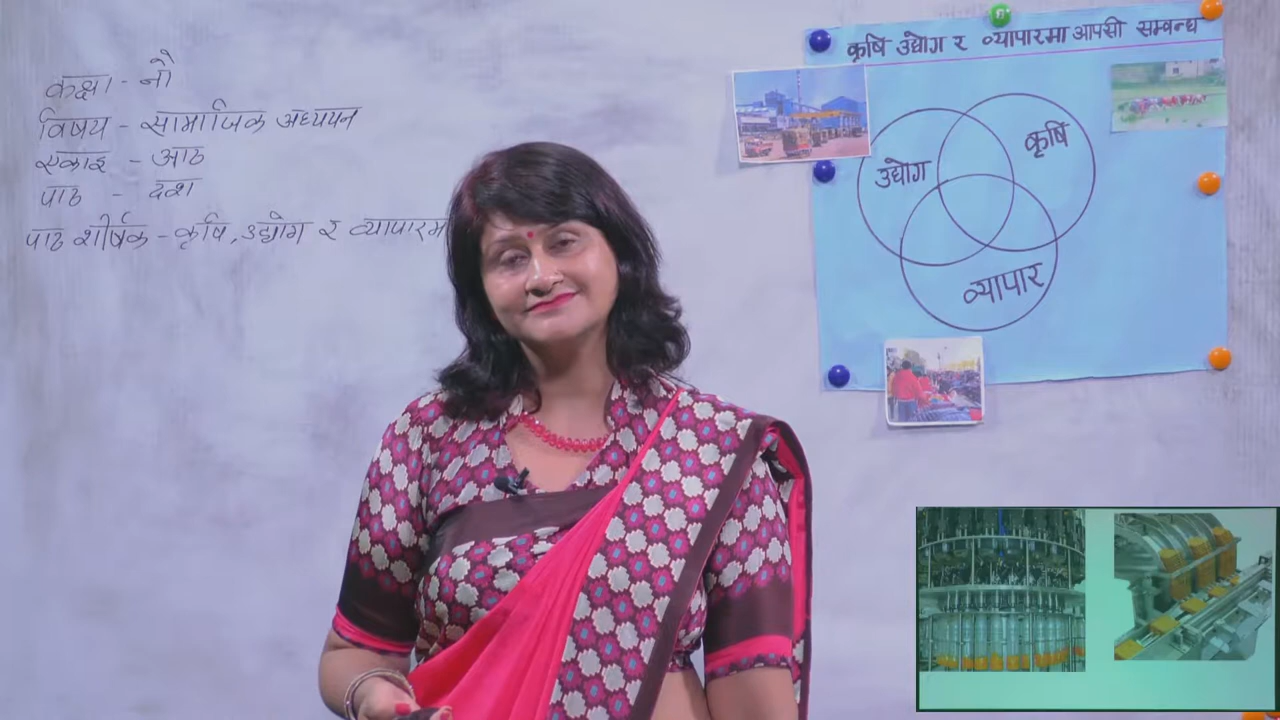 कक्षा - नौ
विषय - सामाजिक अध्ययन
एकाइ - आठ
पाठ - दश
पाठ शीर्षक - कृषि, उद्योग र व्यापारम
कृषि उद्योग र व्यापारमा आपसी सम्बन्ध
उद्योग
कृषि
व्यापार